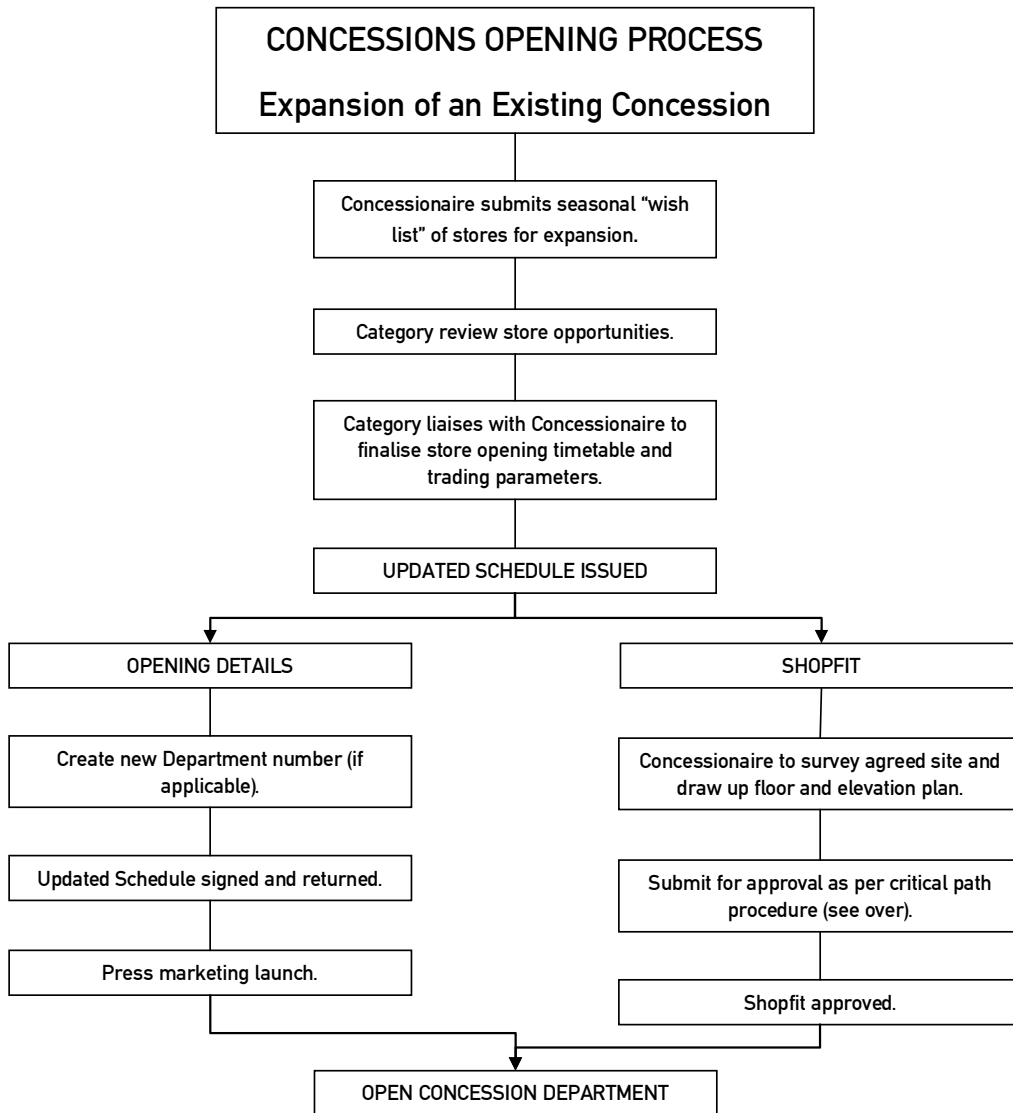 CONCESSIONS OPENING PROCESS
Expansion of an Existing Concession
Concessionaire submits seasonal “wish
list” of stores for expansion.
Category review store opportunities.
Category liaises with Concessionaire to
finalise store opening timetable and
trading parameters.
UPDATED SCHEDULE ISSUED
OPENING DETAILS
Create new Department number (if
applicable).
Updated Schedule signed and returned.
Press marketing launch.
SHOPFIT
Concessionaire to survey agreed site and
draw up floor and elevation plan.
Submit for approval as per critical path
procedure (see over).
Shopfit approved.
OPEN CONCESSION DEPARTMENT